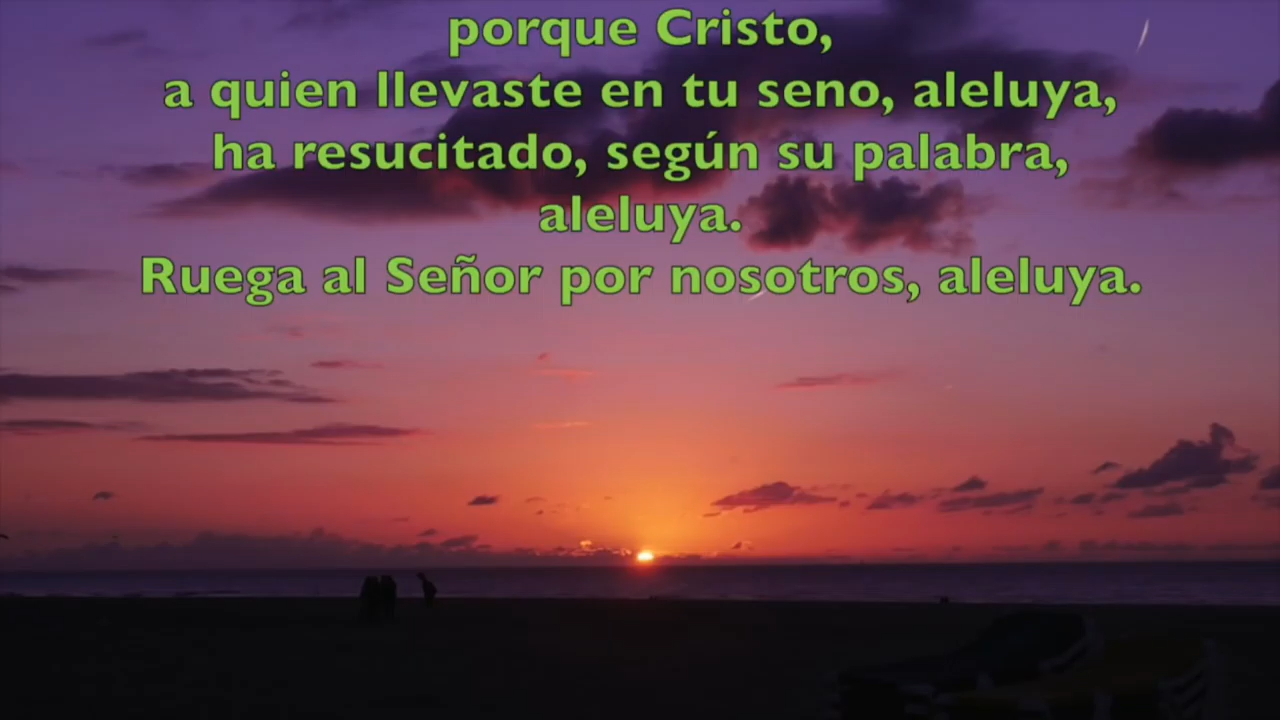 porque Cristo,
a quien llevaste en tu seno, aleluya,
ha resucitado, según su palabra,
aleluya.
Ruega al Señor por nosotros, aleluya.